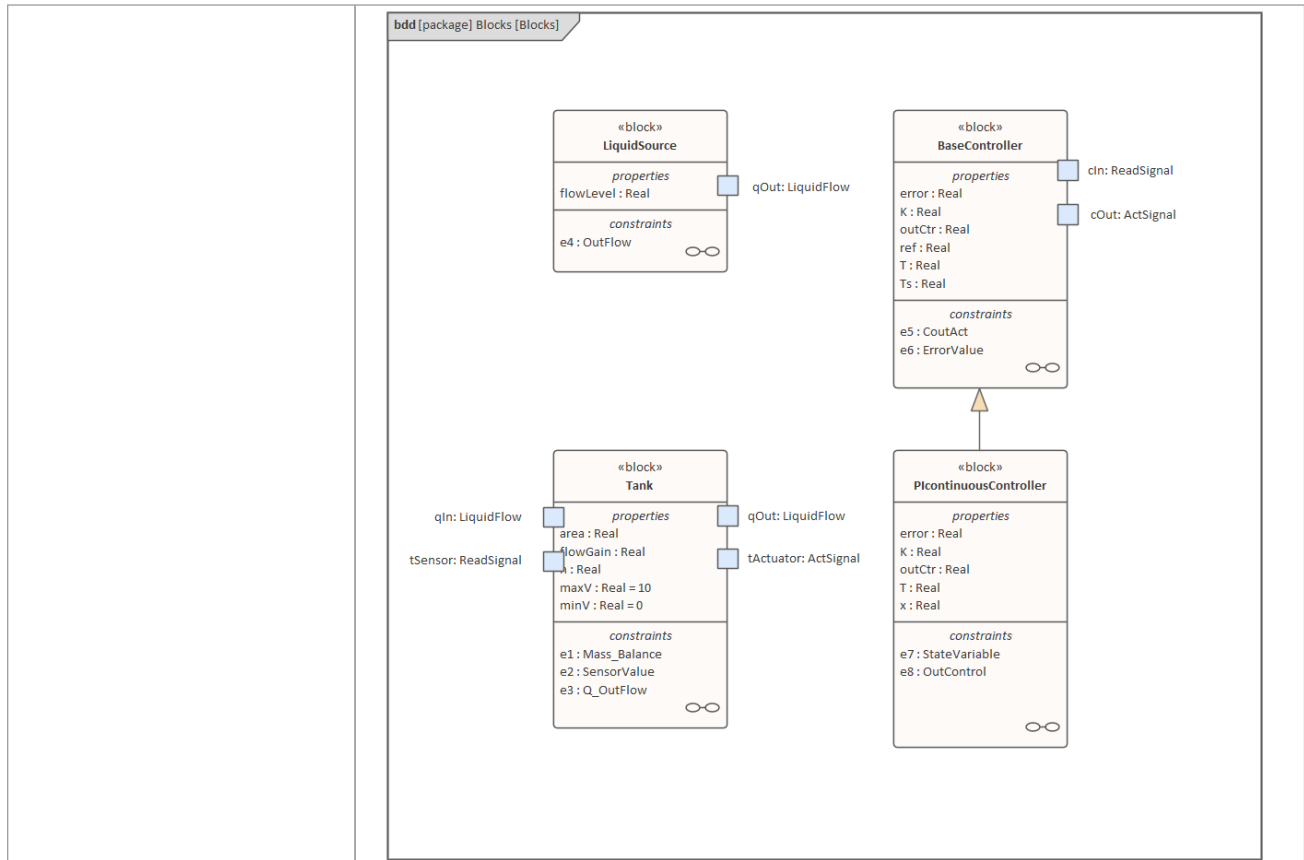 bdd [package] Blocks [Blocks]
«block»
LiquidSource
properties
flowLevel : Real
constraints
e4 : OutFlow
qOut: LiquidFlow
«block»
BaseController
properties
error : Real
K : Real
outCtr : Real
ref : Real
T : Real
Ts : Real
constraints
e5 : CoutAct
e6 : ErrorValue
cIn: ReadSignal
cOut: ActSignal
«block»
Tank
qIn: LiquidFlow
tSensor: ReadSignal
properties
area : Real
flowGain : Real
: Real
maxV : Real = 10
minV : Real = 0
constraints
e1 : Mass_Balance
e2 : SensorValue
e3 : Q_OutFlow
qOut: LiquidFlow
tActuator: ActSignal
«block»
PIcontinuousController
properties
error : Real
K : Real
outCtr : Real
T : Real
x : Real
constraints
e7 : StateVariable
e8 : OutControl